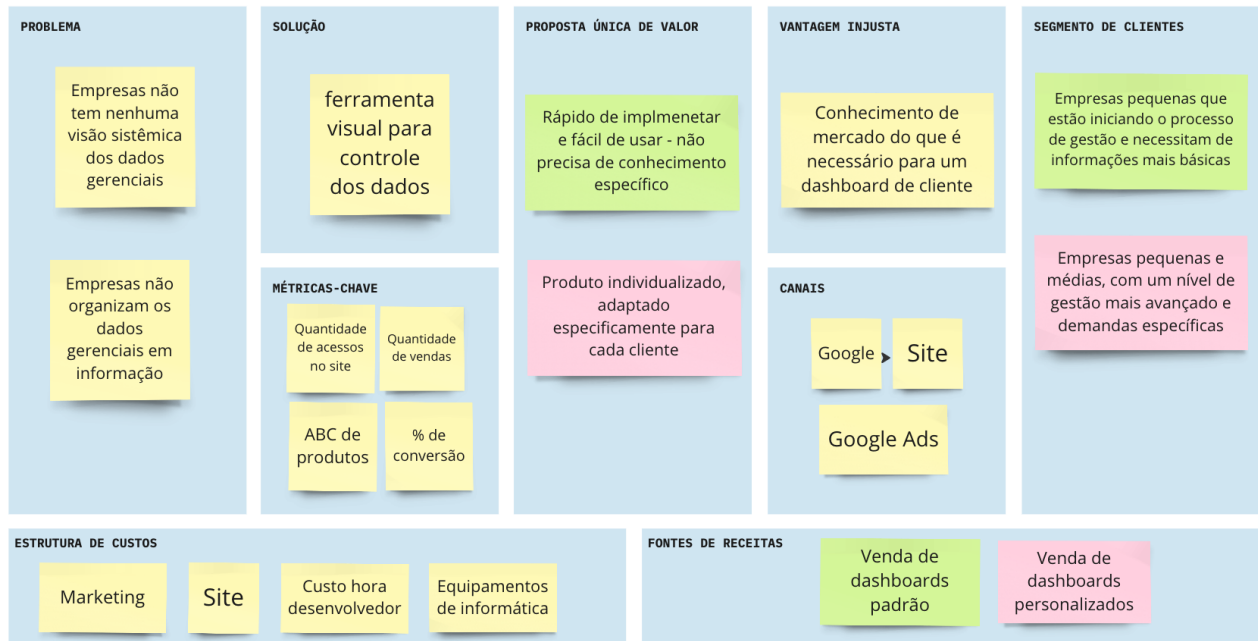 PROBLEMA
Empresas não
tem nenhuma
visão sistêmica
dos dados
gerenciais
Empresas não
organizam os
dados
gerenciais em
informação
SOLUÇÃO
ferramenta
visual para
controle
dos dados
MÉTRICAS-CHAVE
Quantidade
de acessos
no site
Quantidade
de vendas
ABC de
produtos
% de
conversão
PROPOSTA ÚNICA DE VALOR
Rápido de implmenetar
e fácil de usar - não
precisa de conhecimento
específico
Produto individualizado,
adaptado
especificamente para
cada cliente
VANTAGEM INJUSTA
Conhecimento de
mercado do que é
necessário para um
dashboard de cliente
CANAIS
Google
Site
Google Ads
SEGMENTO DE CLIENTES
Empresas pequenas que
estão iniciando o processo
de gestão e necessitam de
informações mais básicas
Empresas pequenas e
médias, com um nível de
gestão mais avançado e
demandas específicas
ESTRUTURA DE CUSTOS
Marketing
Site
Custo hora
desenvolvedor
Equipamentos
de informática
FONTES DE RECEITAS
Venda de
dashboards
padrão
Venda de
dashboards
personalizados